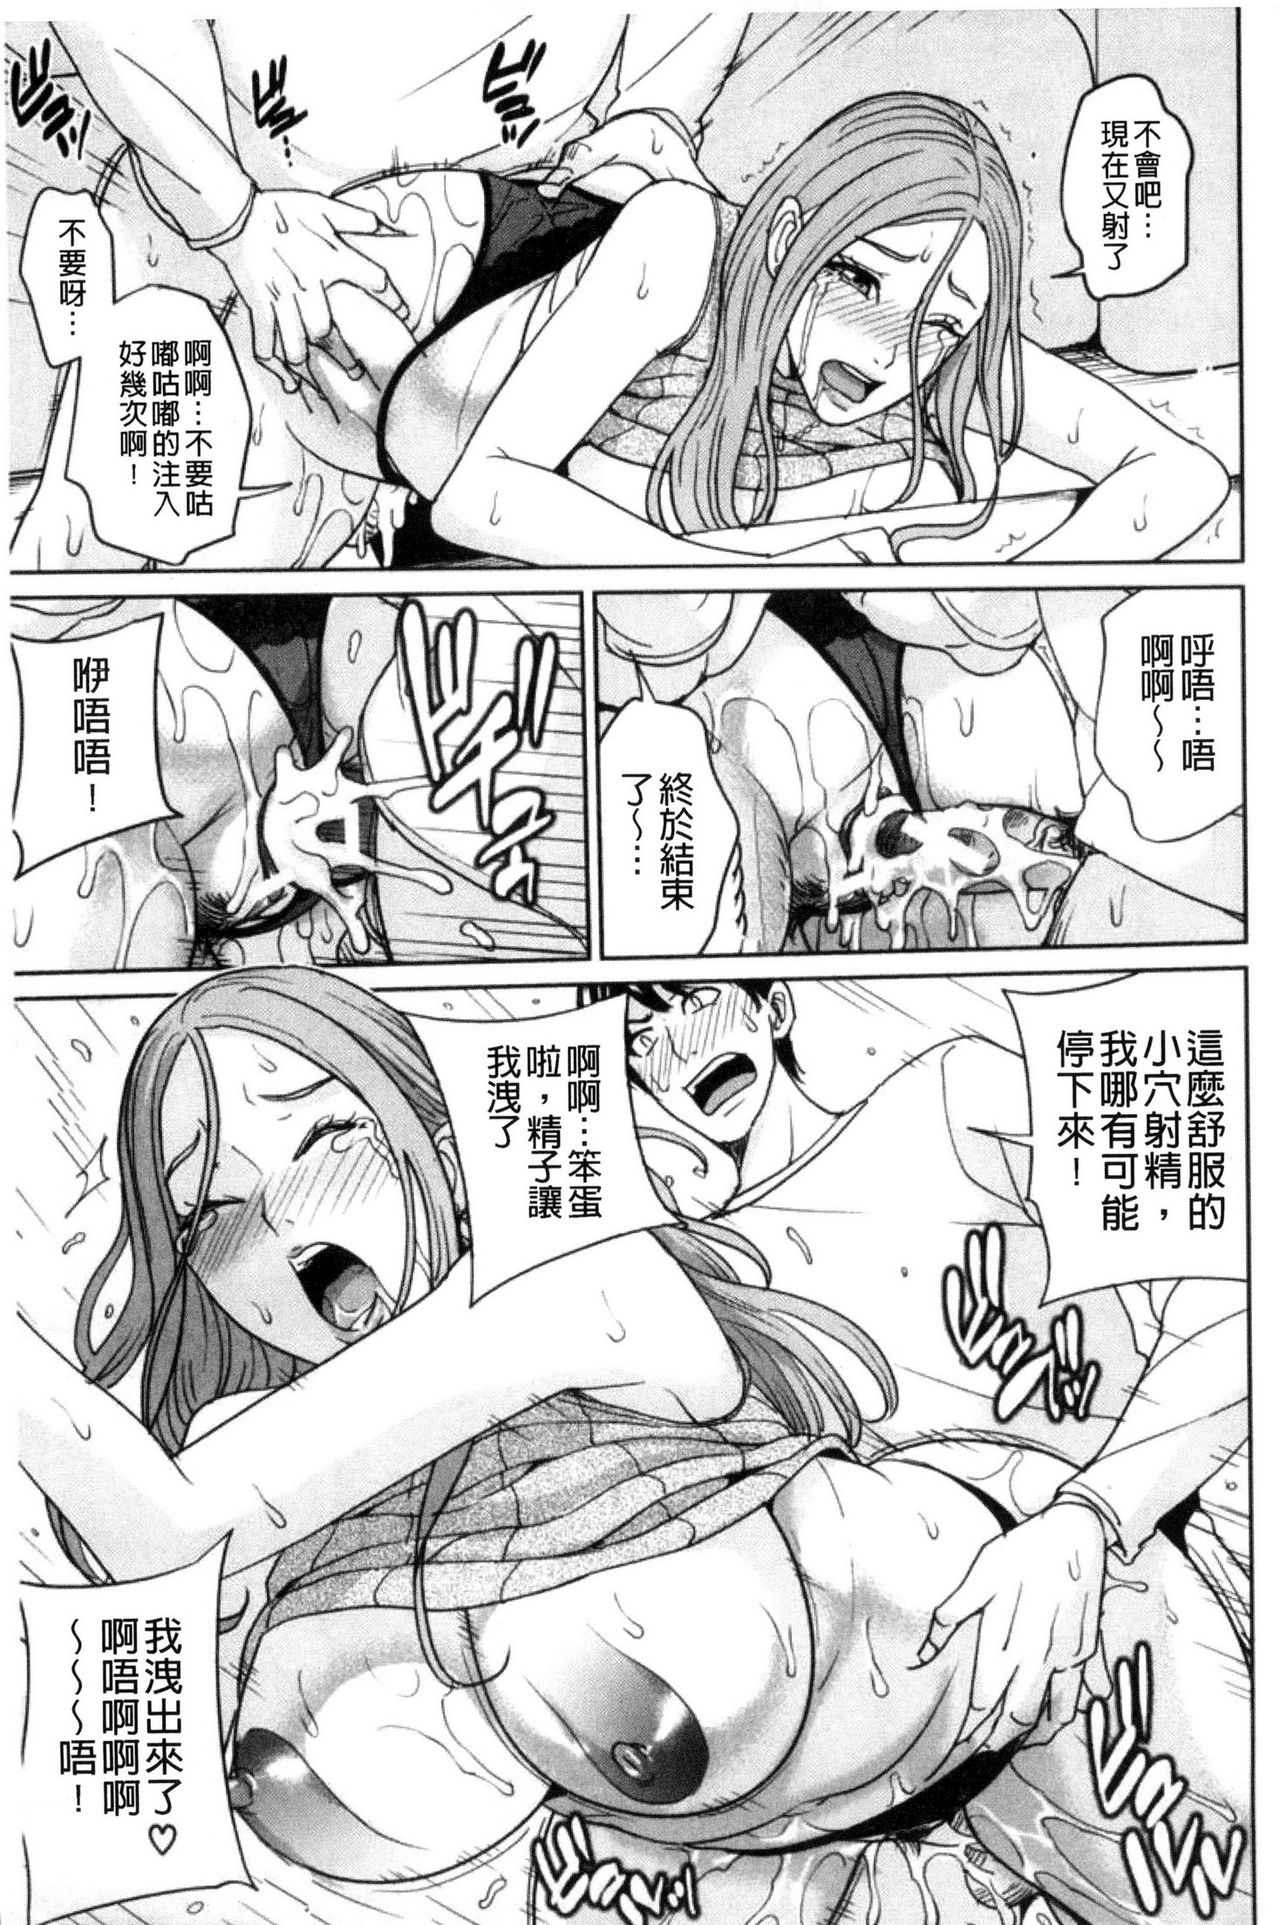 不會吧…
現在又射了
啊啊…不要咕
嘟咕嘟的注入
好幾次啊！
不要呀…
呼唔…唔
啊啊～～
終於結束
了～…
咿唔唔！
這麼舒服的
小穴射精，
我哪有可能
停下來！
啊啊…笨蛋
啦，精子讓
我洩了
我洩出來了♡
啊唔啊啊啊
～～～唔！